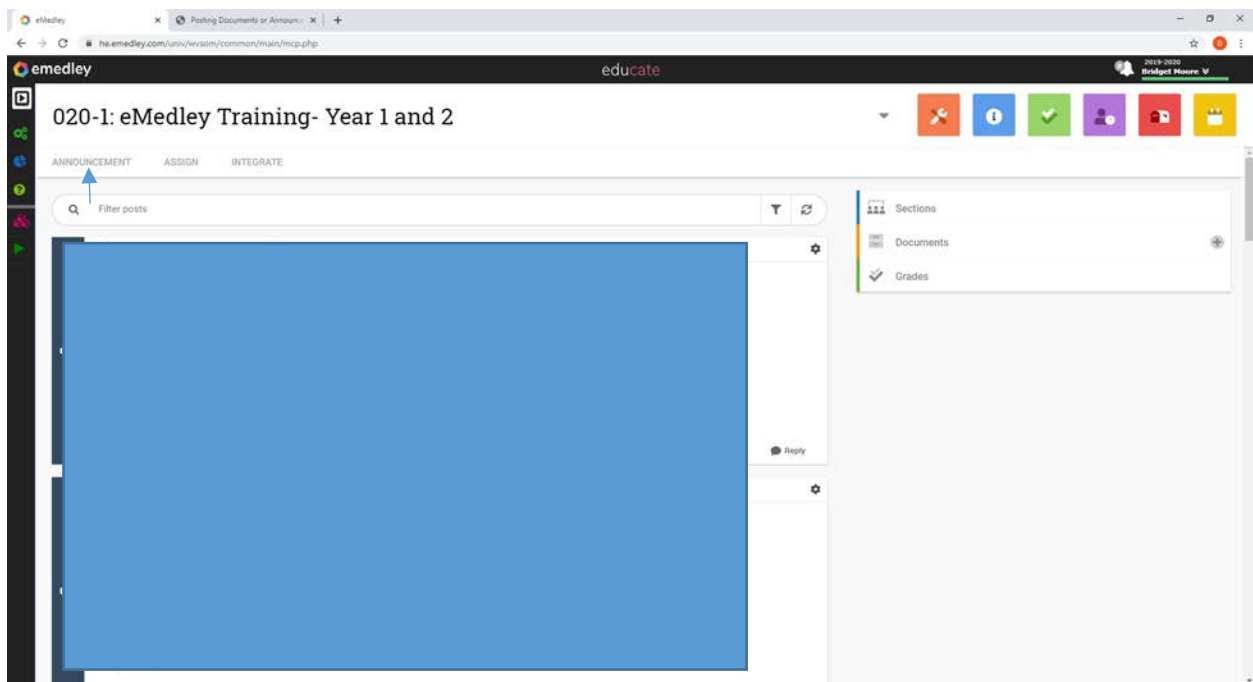 eMedley
Posting Documents or Announc
he.emedley.com/univ/wvsom/common/main/mcp.php
B
emedley
educate
2019-2020
Bridget Moore
020-1: eMedley Training- Year 1 and 2
ANNOUNCEMENT ASSIGN INTEGRATE
Filter posts
Sections
Documents
Grades
Reply